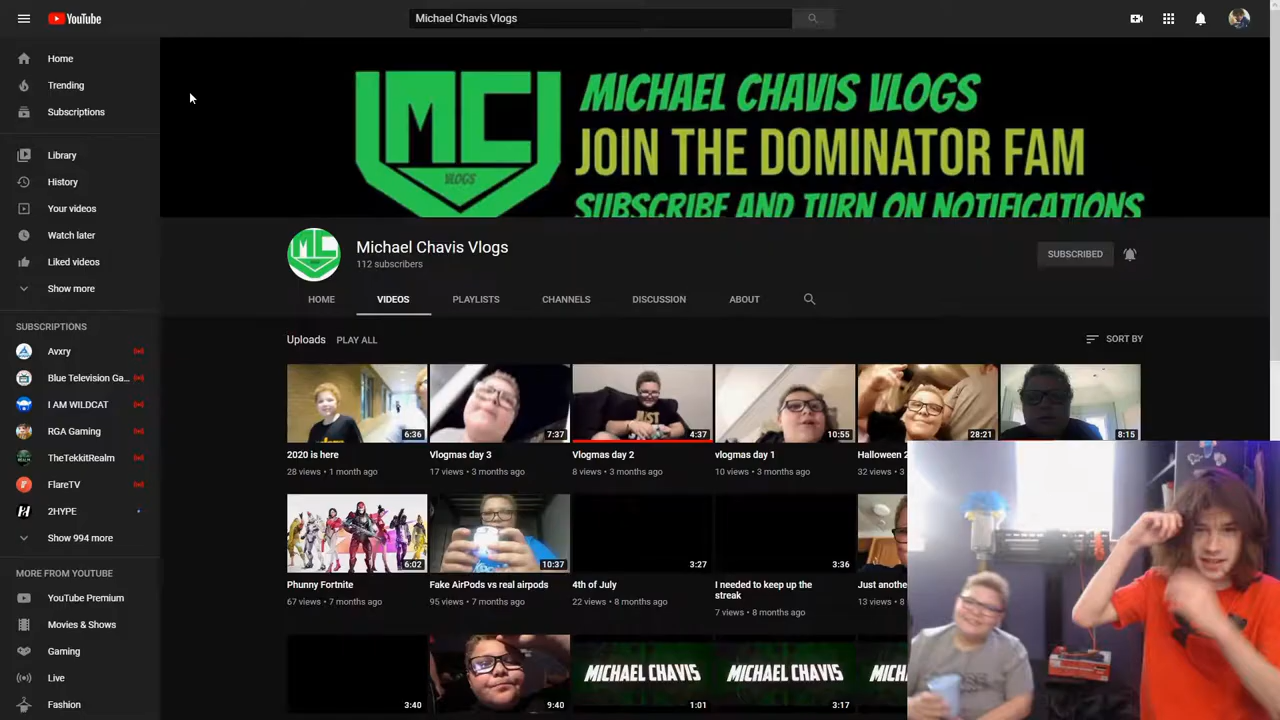 YouTube
Michael Chavis Vlogs
Home
Trending
Subscriptions
Library
History
Your videos
Watch later
Liked videos
Show more
SUBSCRIPTIONS
Avxry
Blue Television Ga...
I AM WILDCAT
RGA Gaming
TheTekkitRealm
FlareTV
2HYPE
Show 994 more
MORE FROM YOUTUBE
YouTube Premium
Movies & Shows
Gaming
Live
Fashion
MC
VLOGS
MICHAEL CHAVIS VLOGS
JOIN THE DOMINATOR FAM
SUBSCRIBE AND TURN ON NOTIFICATIONS
MC
Michael Chavis Vlogs
112 subscribers
SUBSCRIBED
HOME VIDEOS PLAYLISTS CHANNELS DISCUSSION ABOUT
Uploads PLAY ALL SORT BY
6:36 7:37 4:37 10:55 28:21 8:15
2020 is here Vlogmas day 3 Vlogmas day 2 vlogmas day 1 Halloween 2
28 views • 1 month ago 17 views • 3 months ago 8 views • 3 months ago 10 views • 3 months ago 32 views • 3
6:02 10:37 3:27 3:36
Phunny Fortnite Fake AirPods vs real airpods 4th of July I needed to keep up the streak Just anothe
67 views • 7 months ago 95 views • 7 months ago 22 views • 8 months ago 7 views • 8 months ago 13 views • 8
MICHAEL CHAVIS MICHAEL CHAVIS MICH
3:40 9:40 1:01 3:17